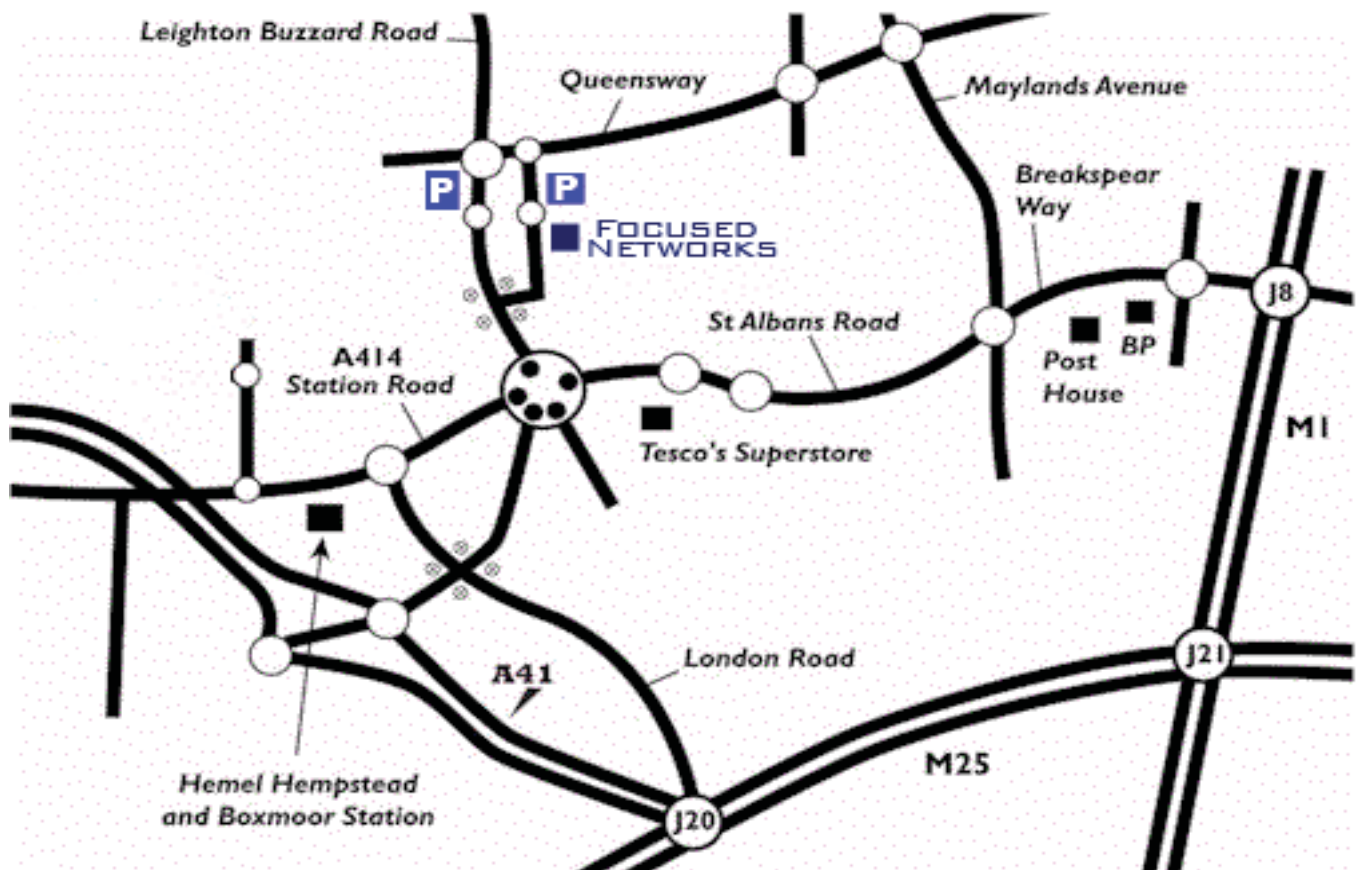 Leighton Buzzard Road
Queensway
Maylands Avenue
P
P
Breakspear
Way
FOCUSED
NETWORKS
J8
St Albans Road
BP
Post
House
A414
Station Road
M1
Tesco's Superstore
J21
London Road
A41
M25
Hemel Hempstead
and Boxmoor Station
J20